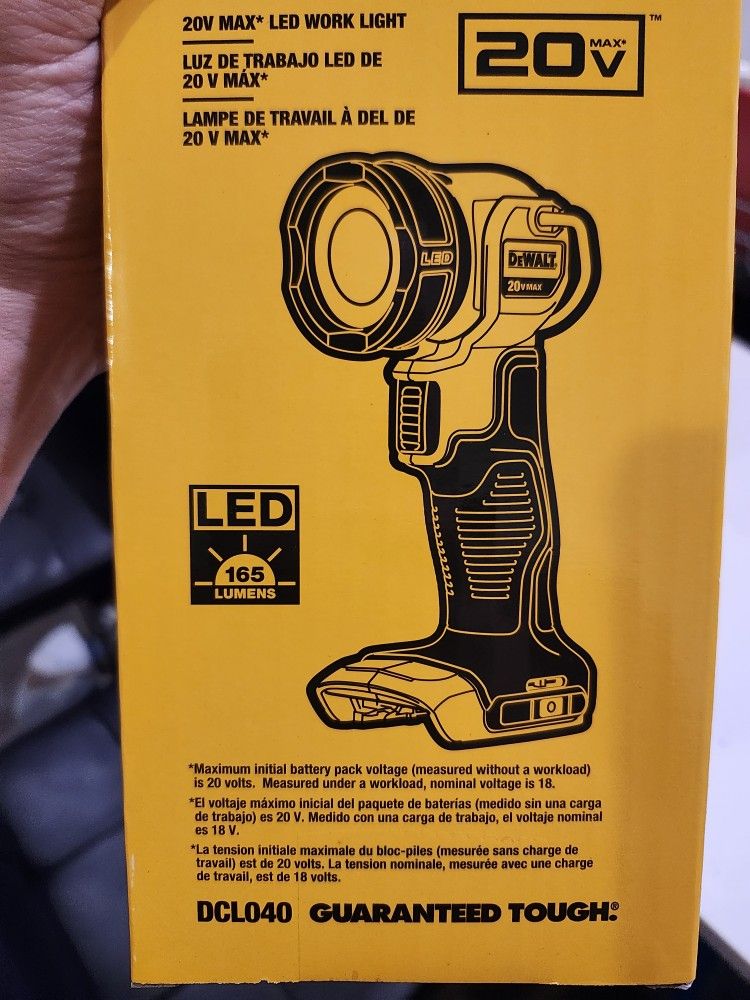 20V MAX* LED WORK LIGHT
LUZ DE TRABAJO LED DE
20 V MÁX*
LAMPE DE TRAVAIL À DEL DE
20 V MAX*
20V MAX* ™
LED
DEWALT
20V MAX
LED
165
LUMENS
*Maximum initial battery pack voltage (measured without a workload)
is 20 volts. Measured under a workload, nominal voltage is 18.
*El voltaje máximo inicial del paquete de baterías (medido sin una carga
de trabajo) es 20 V. Medido con una carga de trabajo, el voltaje nominal
es 18 V.
*La tension initiale maximale du bloc-piles (mesurée sans charge de
travail) est de 20 volts. La tension nominale, mesurée avec une charge
de travail, est de 18 volts.
DCL040 GUARANTEED TOUGH.®